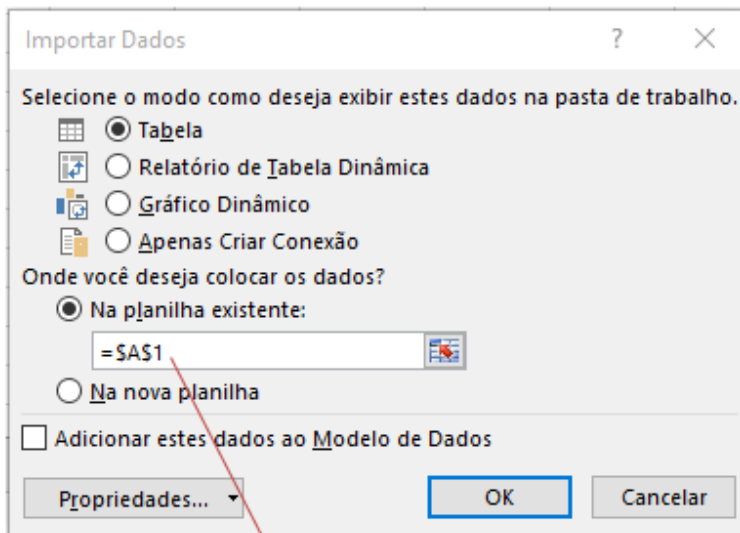 Importar Dados ? ×
Selecione o modo como deseja exibir estes dados na pasta de trabalho.
Tabela
Relatório de Tabela Dinâmica
Gráfico Dinâmico
Apenas Criar Conexão
Onde você deseja colocar os dados?
Na planilha existente:
=$A$1
Na nova planilha
Adicionar estes dados ao Modelo de Dados
Propriedades... OK Cancelar